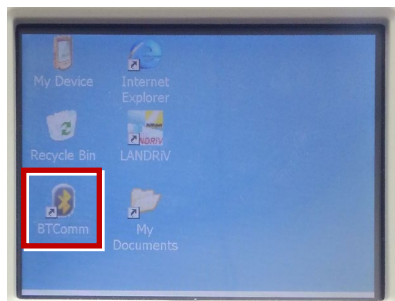 My Device
Internet
Explorer
Recycle Bin
LANDRiV
BTComm
My
Documents